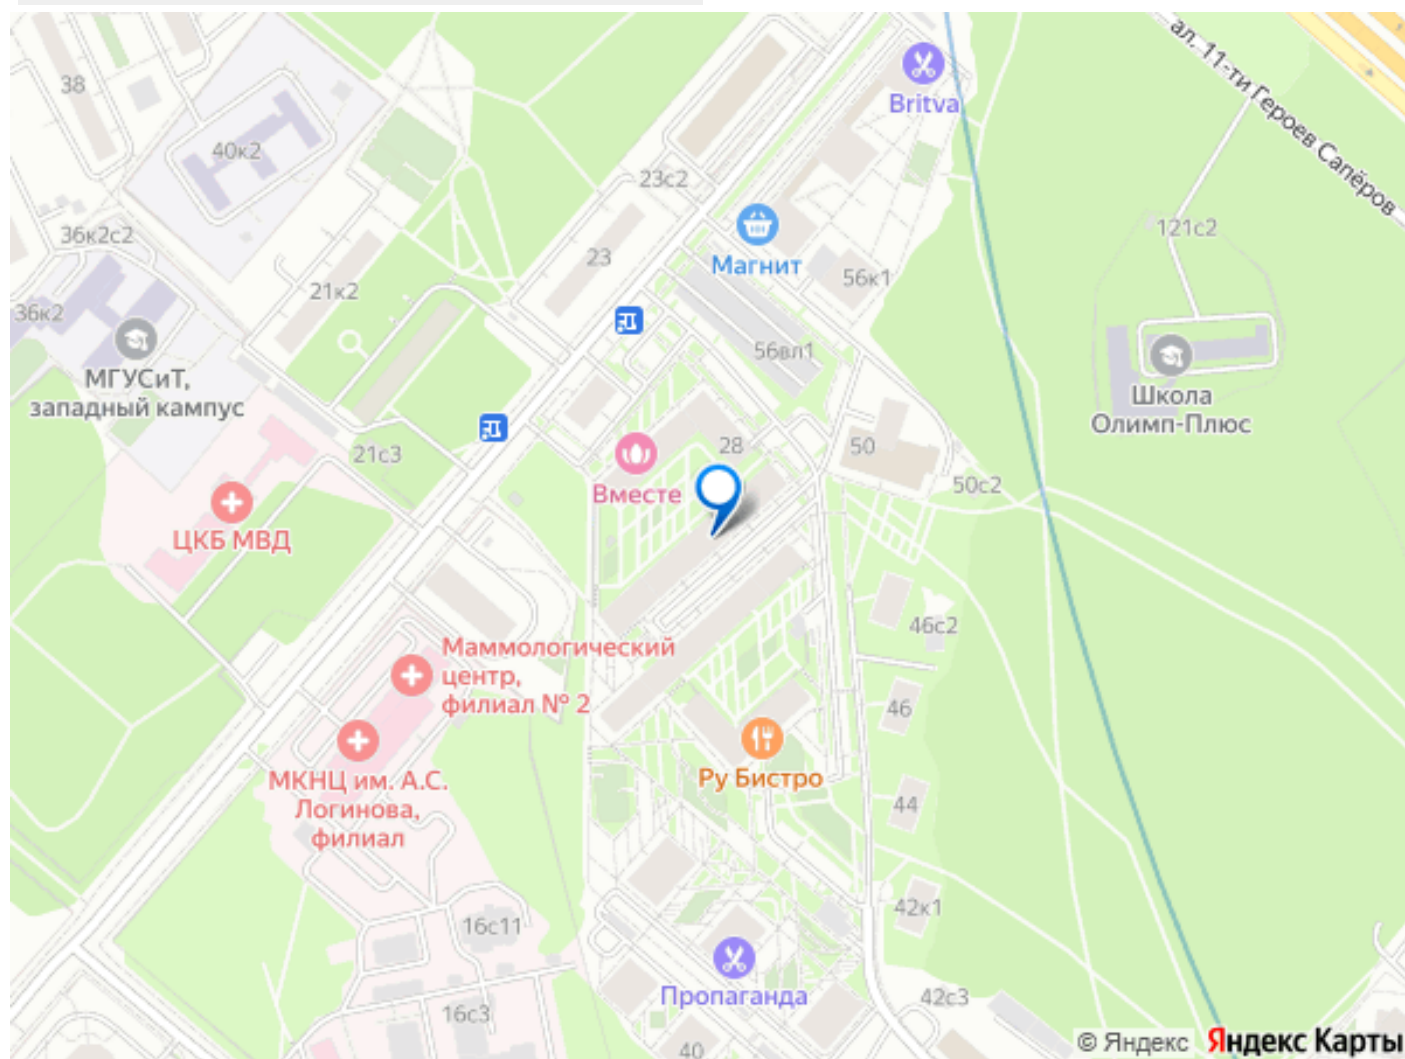 ал. 11-ти Героев Сапёров
38
Britva
40к2
23с2
121с2
36к2с2
23
Магнит
56к1
21к2
36к2
56вл1
МГУСиТ,
западный кампус
Школа
Олимп-Плюс
21с3
28
50
50с2
Вместе
ЦКБ МВД
46с2
Маммологический
центр,
филиал № 2
46
МКНЦ им. А.С.
Логинова,
филиал
Ру Бистро
44
42к1
16с11
Пропаганда
42с3
16с3
40
© Яндекс Яндекс Карты